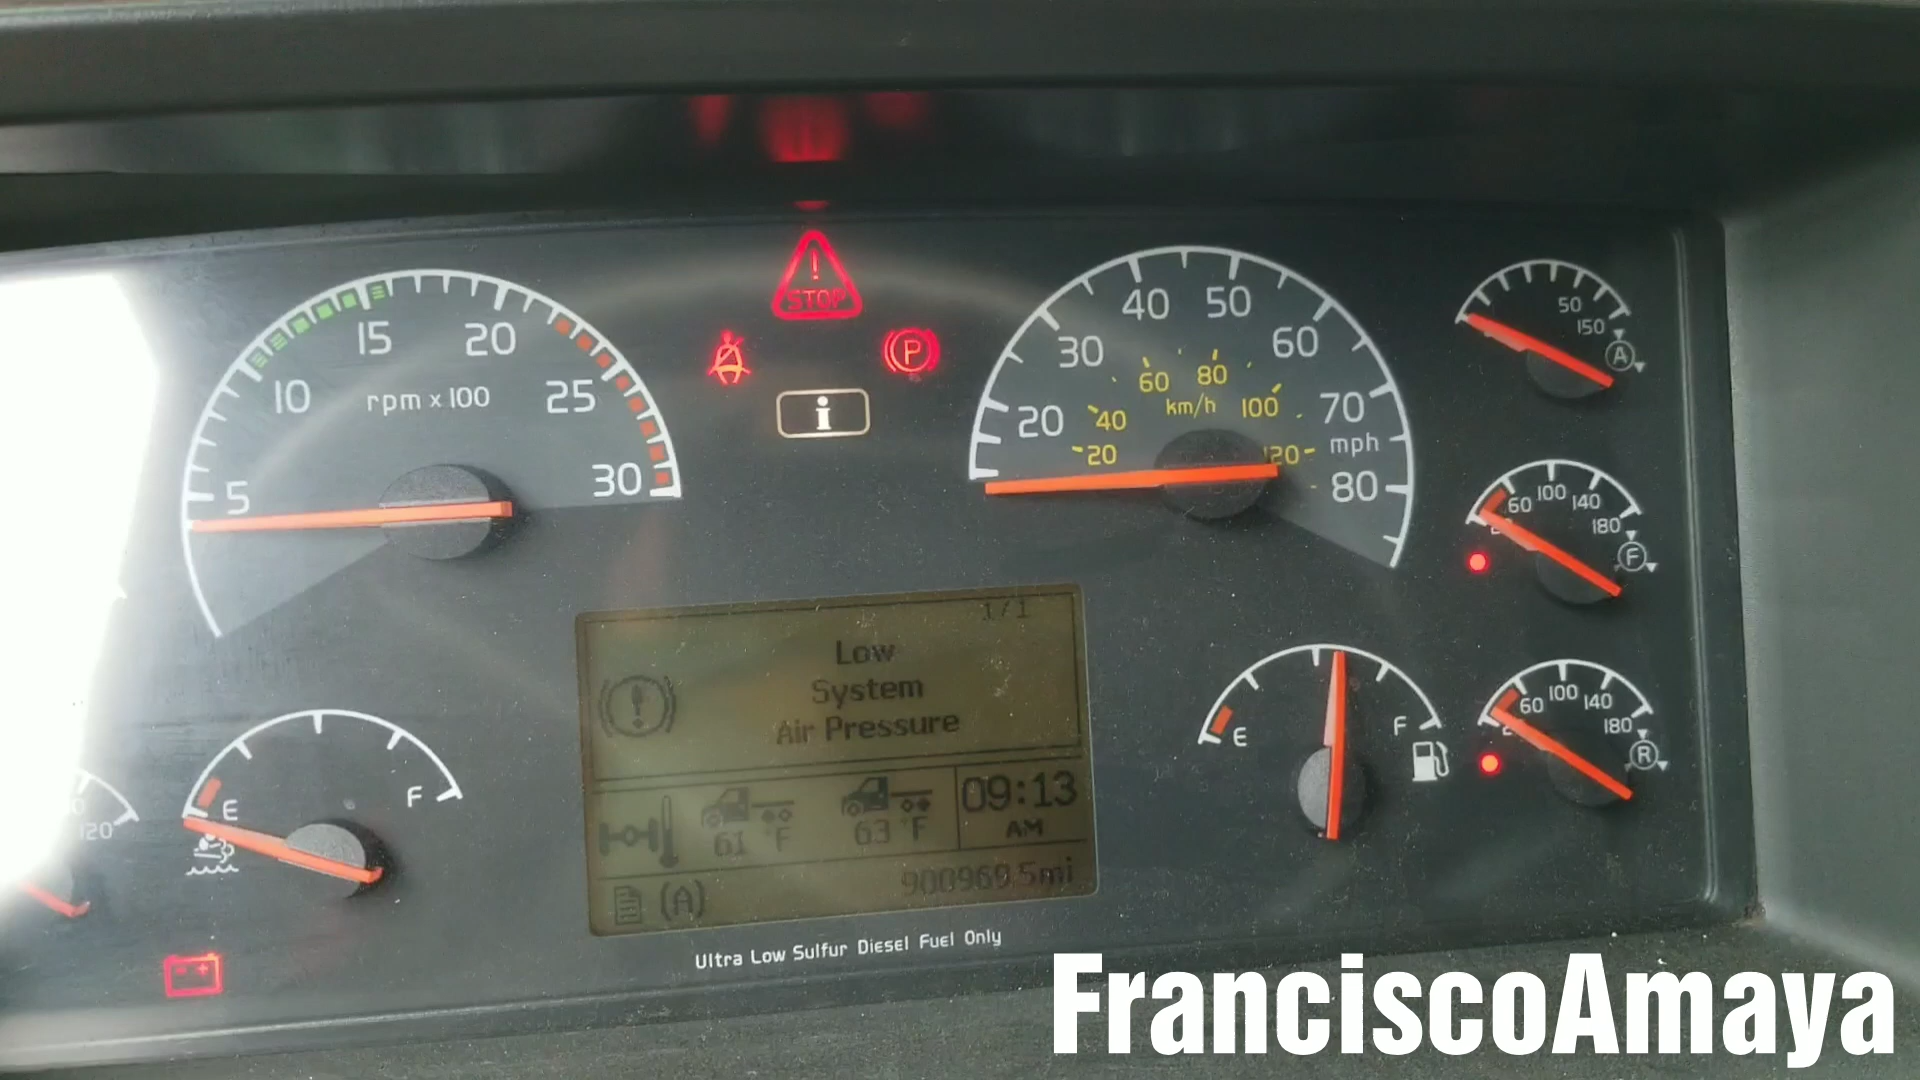 STOP
5
10
15
20
25
30
rpm x 100
P
i
20
30
40
50
60
70
80
mph
20
40
60
80
100
120
km/h
50
150
A
60
100
140
180
F
1/1
Low
System
Air Pressure
61 °F
63 °F
09:13
AM
900969.5mi
(A)
E
F
E
F
60
100
140
180
R
120
Ultra Low Sulfur Diesel Fuel Only
FranciscoAmaya